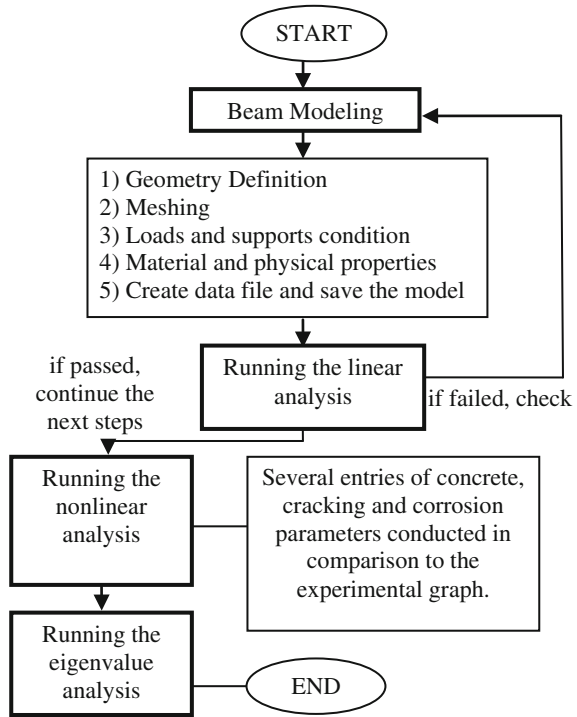 START
Beam Modeling
1) Geometry Definition
2) Meshing
3) Loads and supports condition
4) Material and physical properties
5) Create data file and save the model
if passed,
continue the
next steps
Running the linear
analysis
if failed, check
Running the
nonlinear
analysis
Several entries of concrete,
cracking and corrosion
parameters conducted in
comparison to the
experimental graph.
Running the
eigenvalue
analysis
END